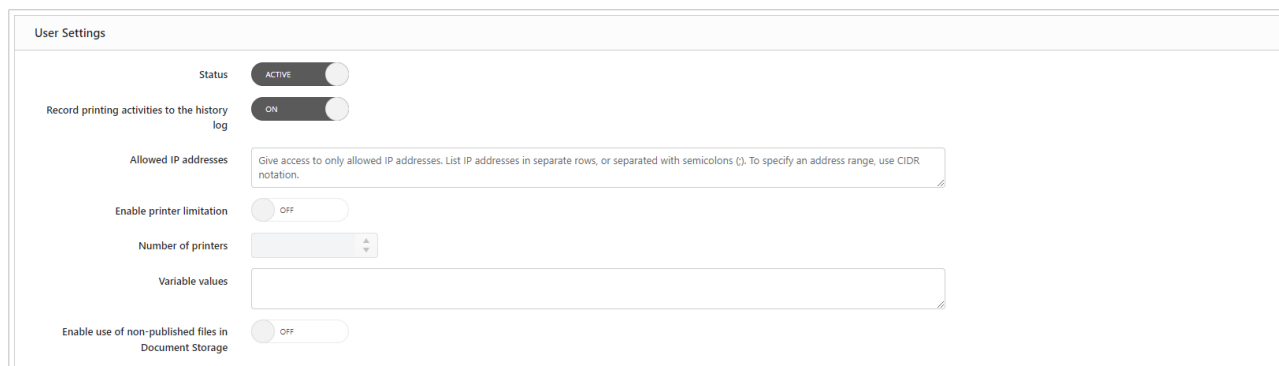 User Settings
Status
ACTIVE
Record printing activities to the history
log
ON
Allowed IP addresses
Give access to only allowed IP addresses. List IP addresses in separate rows, or separated with semicolons (;). To specify an address range, use CIDR
notation.
Enable printer limitation
OFF
Number of printers
Variable values
Enable use of non-published files in
Document Storage
OFF